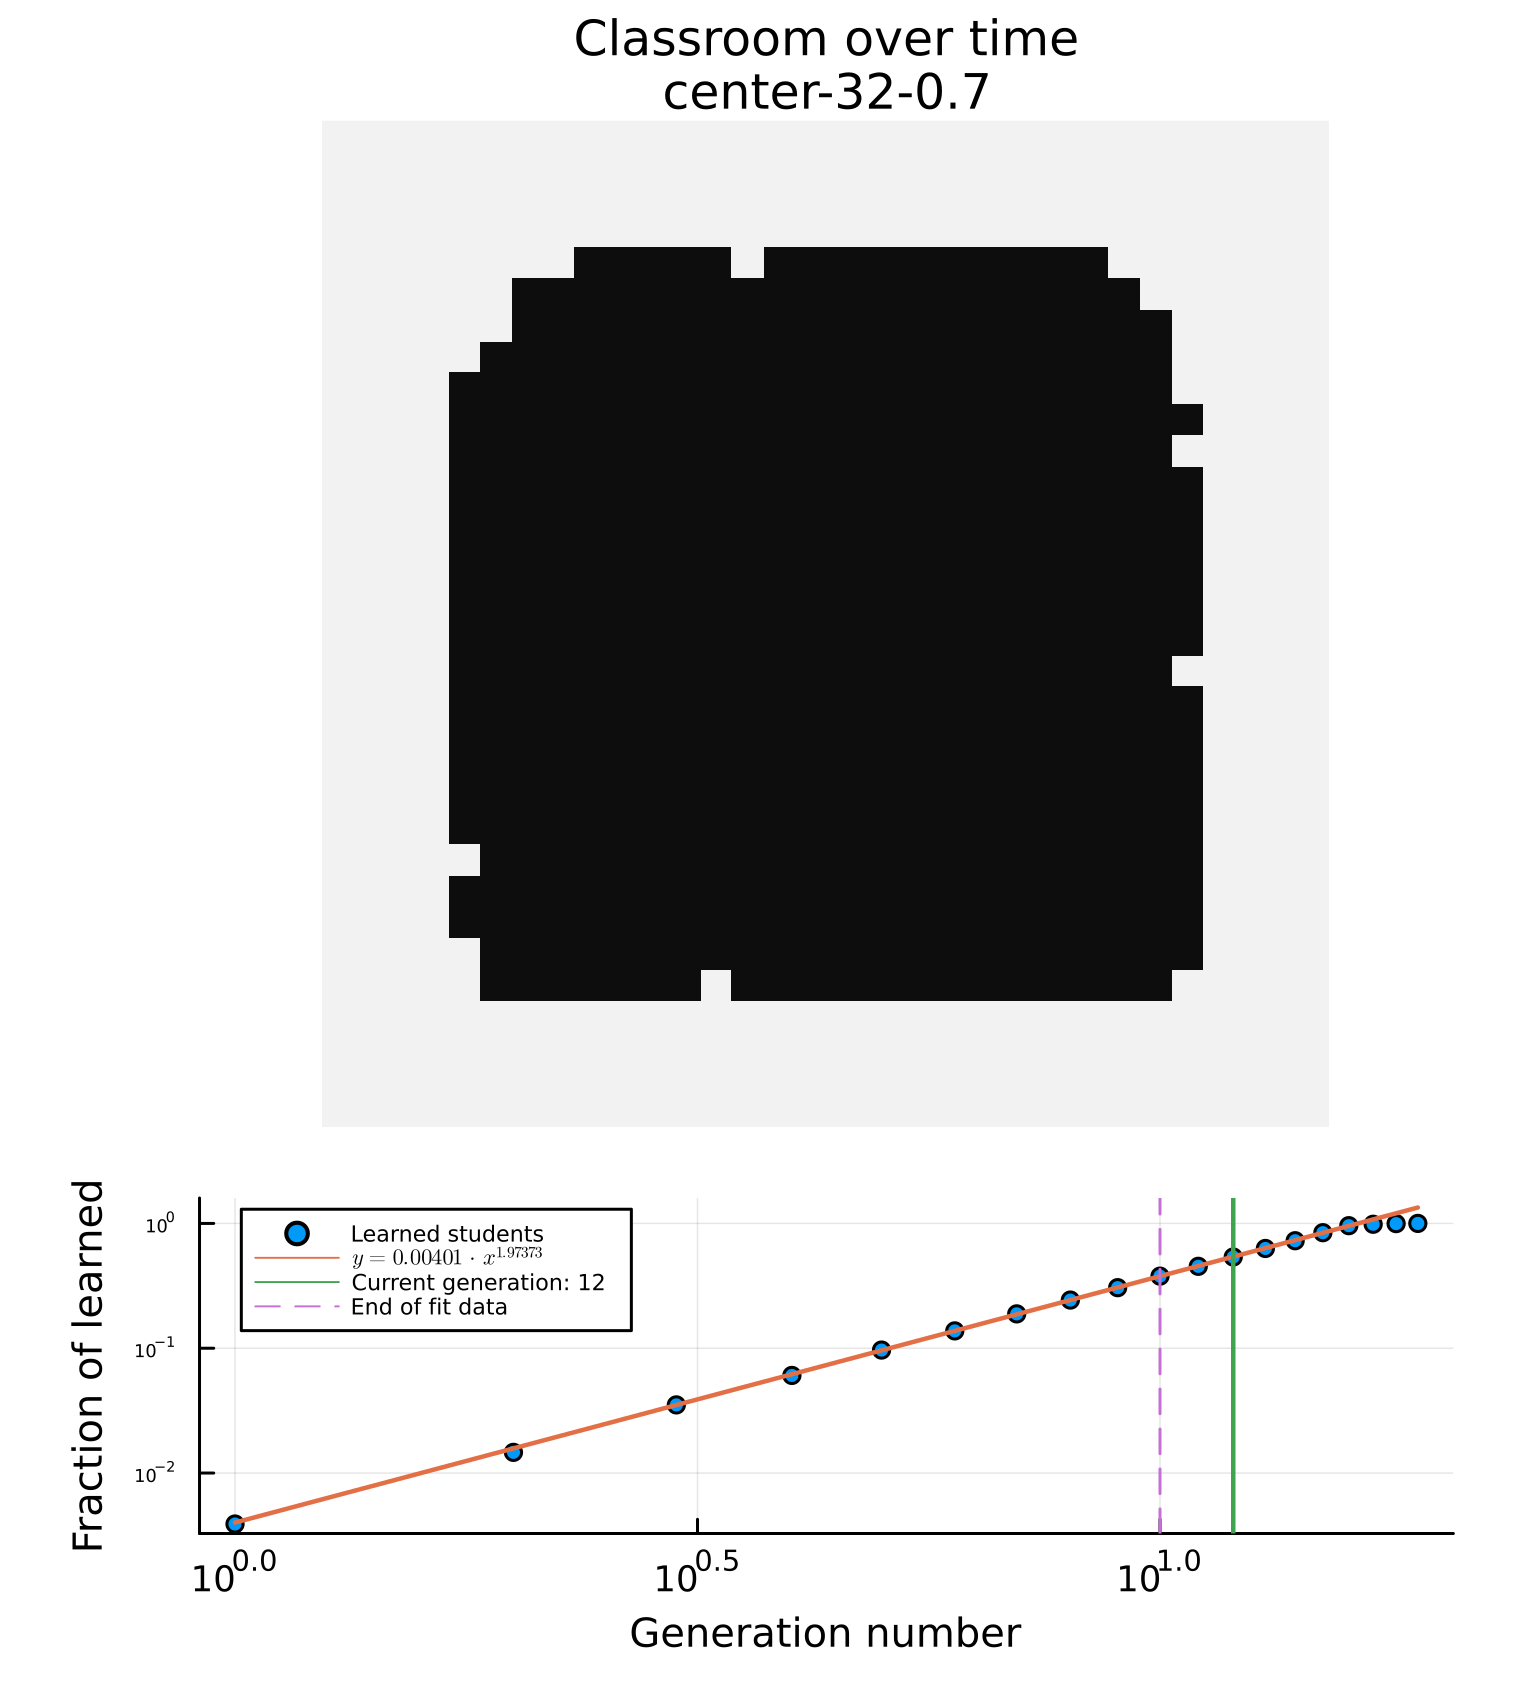 Classroom over time
center-32-0.7
Fraction of learned
10^0
10^−1
10^−2
Learned students
y = 0.00401 · x^1.97373
Current generation: 12
End of fit data
10^0.0 10^0.5 10^1.0
Generation number